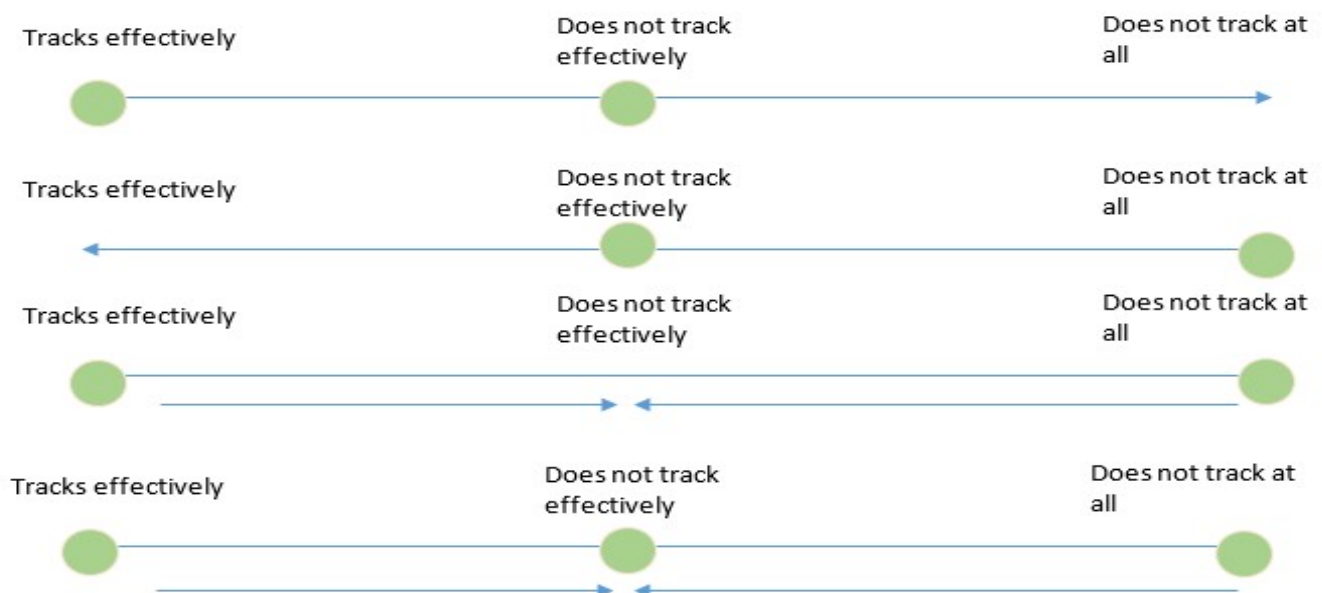 Tracks effectively
Does not track
effectively
Does not track at
all
Tracks effectively
Does not track
effectively
Does not track at
all
Tracks effectively
Does not track
effectively
Does not track at
all
Tracks effectively
Does not track
effectively
Does not track at
all